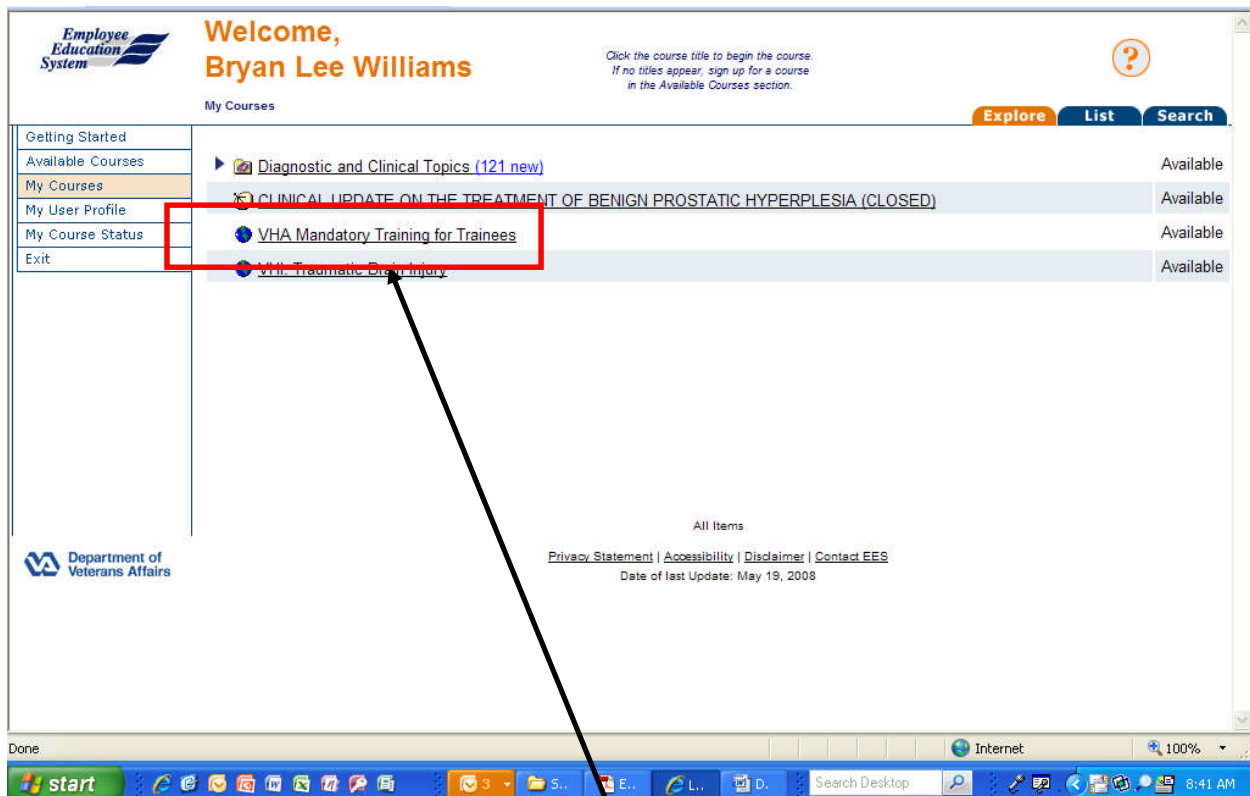 Employee
Education
System
Welcome,
Bryan Lee Williams
Click the course title to begin the course.
If no titles appear, sign up for a course
in the Available Courses section.
?
My Courses
Explore List Search
Getting Started
Available Courses
My Courses
My User Profile
My Course Status
Exit
Diagnostic and Clinical Topics (121 new) Available
CLINICAL UPDATE ON THE TREATMENT OF BENIGN PROSTATIC HYPERPLESIA (CLOSED) Available
VHA Mandatory Training for Trainees Available
VHI: Traumatic Brain Injury Available
All Items
Department of
Veterans Affairs
Privacy Statement | Accessibility | Disclaimer | Contact EES
Date of last Update: May 19, 2008
Done Internet 100%
start 3 S.. E.. L.. D. Search Desktop 8:41 AM